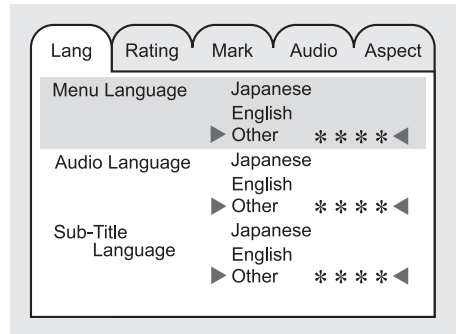 Lang Rating Mark Audio Aspect
Menu Language Japanese
English
Other ****
Audio Language Japanese
English
Other ****
Sub-Title Japanese
Language English
Other ****